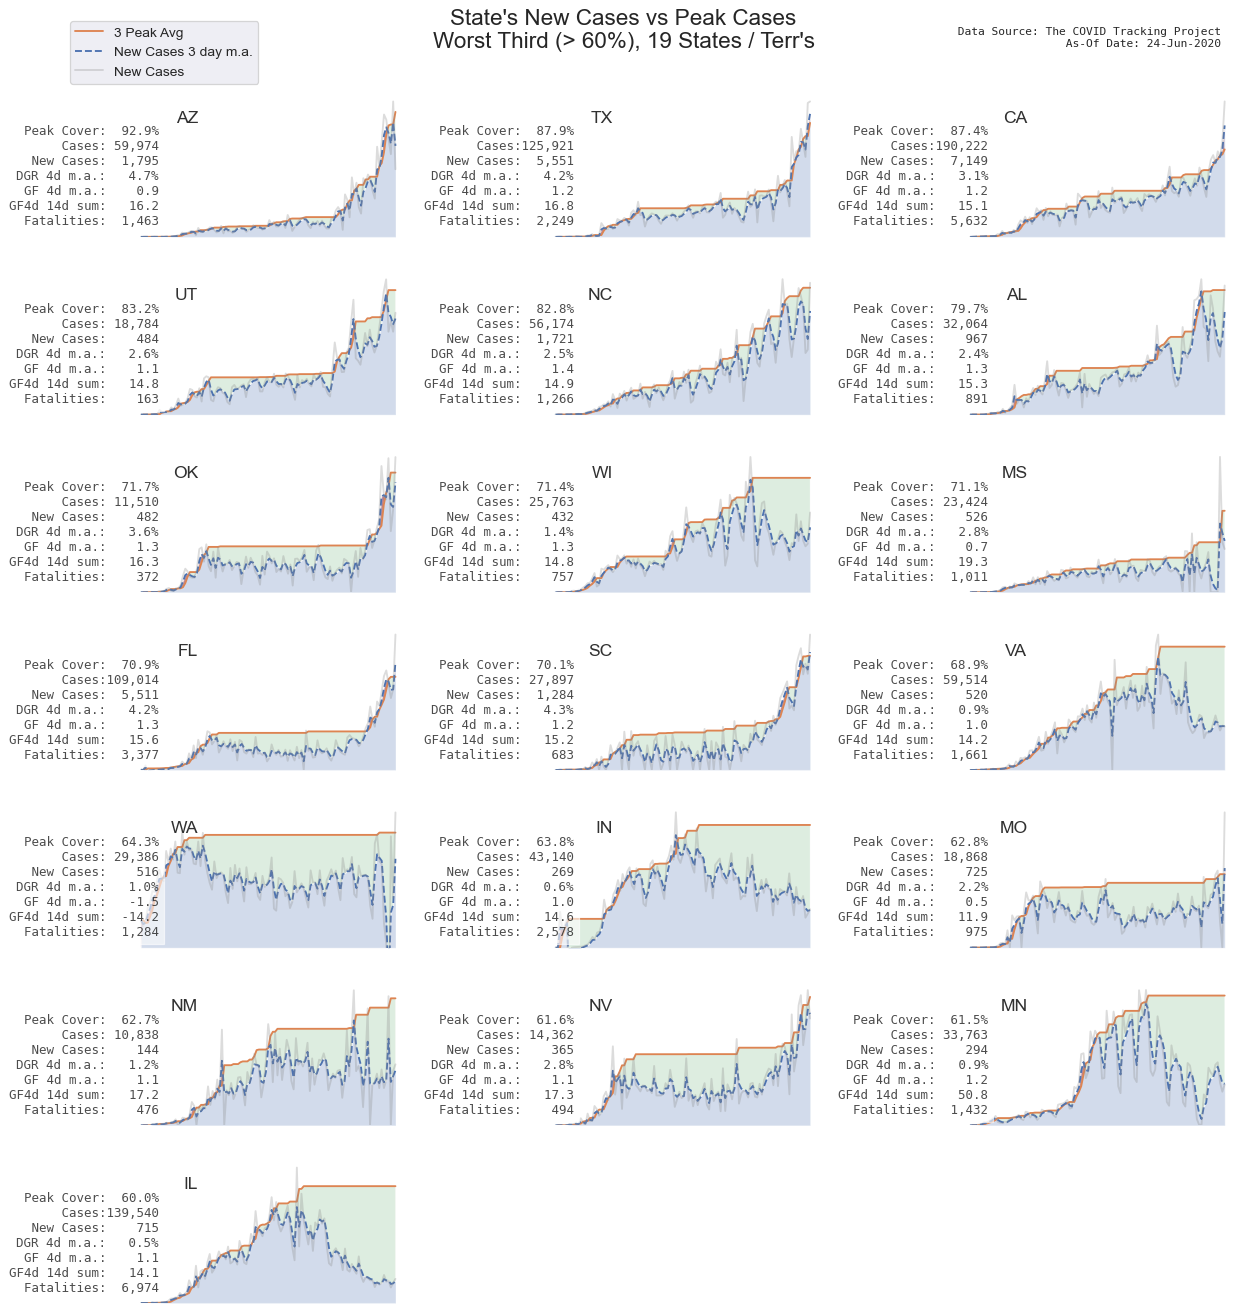 State's New Cases vs Peak Cases
Worst Third (> 60%), 19 States / Terr's
3 Peak Avg
New Cases 3 day m.a.
New Cases
Data Source: The COVID Tracking Project
As-Of Date: 24-Jun-2020
AZ
Peak Cover: 92.9%
Cases: 59,974
New Cases: 1,795
DGR 4d m.a.: 4.7%
GF 4d m.a.: 0.9
GF4d 14d sum: 16.2
Fatalities: 1,463
TX
Peak Cover: 87.9%
Cases:125,921
New Cases: 5,551
DGR 4d m.a.: 4.2%
GF 4d m.a.: 1.2
GF4d 14d sum: 16.8
Fatalities: 2,249
CA
Peak Cover: 87.4%
Cases:190,222
New Cases: 7,149
DGR 4d m.a.: 3.1%
GF 4d m.a.: 1.2
GF4d 14d sum: 15.1
Fatalities: 5,632
UT
Peak Cover: 83.2%
Cases: 18,784
New Cases: 484
DGR 4d m.a.: 2.6%
GF 4d m.a.: 1.1
GF4d 14d sum: 14.8
Fatalities: 163
NC
Peak Cover: 82.8%
Cases: 56,174
New Cases: 1,721
DGR 4d m.a.: 2.5%
GF 4d m.a.: 1.4
GF4d 14d sum: 14.9
Fatalities: 1,266
AL
Peak Cover: 79.7%
Cases: 32,064
New Cases: 967
DGR 4d m.a.: 2.4%
GF 4d m.a.: 1.3
GF4d 14d sum: 15.3
Fatalities: 891
OK
Peak Cover: 71.7%
Cases: 11,510
New Cases: 482
DGR 4d m.a.: 3.6%
GF 4d m.a.: 1.3
GF4d 14d sum: 16.3
Fatalities: 372
WI
Peak Cover: 71.4%
Cases: 25,763
New Cases: 432
DGR 4d m.a.: 1.4%
GF 4d m.a.: 1.3
GF4d 14d sum: 14.8
Fatalities: 757
MS
Peak Cover: 71.1%
Cases: 23,424
New Cases: 526
DGR 4d m.a.: 2.8%
GF 4d m.a.: 0.7
GF4d 14d sum: 19.3
Fatalities: 1,011
FL
Peak Cover: 70.9%
Cases:109,014
New Cases: 5,511
DGR 4d m.a.: 4.2%
GF 4d m.a.: 1.3
GF4d 14d sum: 15.6
Fatalities: 3,377
SC
Peak Cover: 70.1%
Cases: 27,897
New Cases: 1,284
DGR 4d m.a.: 4.3%
GF 4d m.a.: 1.2
GF4d 14d sum: 15.2
Fatalities: 683
VA
Peak Cover: 68.9%
Cases: 59,514
New Cases: 520
DGR 4d m.a.: 0.9%
GF 4d m.a.: 1.0
GF4d 14d sum: 14.2
Fatalities: 1,661
WA
Peak Cover: 64.3%
Cases: 29,386
New Cases: 516
DGR 4d m.a.: 1.0%
GF 4d m.a.: -1.5
GF4d 14d sum: -14.2
Fatalities: 1,284
IN
Peak Cover: 63.8%
Cases: 43,140
New Cases: 269
DGR 4d m.a.: 0.6%
GF 4d m.a.: 1.0
GF4d 14d sum: 14.6
Fatalities: 2,578
MO
Peak Cover: 62.8%
Cases: 18,868
New Cases: 725
DGR 4d m.a.: 2.2%
GF 4d m.a.: 0.5
GF4d 14d sum: 11.9
Fatalities: 975
NM
Peak Cover: 62.7%
Cases: 10,838
New Cases: 144
DGR 4d m.a.: 1.2%
GF 4d m.a.: 1.1
GF4d 14d sum: 17.2
Fatalities: 476
NV
Peak Cover: 61.6%
Cases: 14,362
New Cases: 365
DGR 4d m.a.: 2.8%
GF 4d m.a.: 1.1
GF4d 14d sum: 17.3
Fatalities: 494
MN
Peak Cover: 61.5%
Cases: 33,763
New Cases: 294
DGR 4d m.a.: 0.9%
GF 4d m.a.: 1.2
GF4d 14d sum: 50.8
Fatalities: 1,432
IL
Peak Cover: 60.0%
Cases:139,540
New Cases: 715
DGR 4d m.a.: 0.5%
GF 4d m.a.: 1.1
GF4d 14d sum: 14.1
Fatalities: 6,974